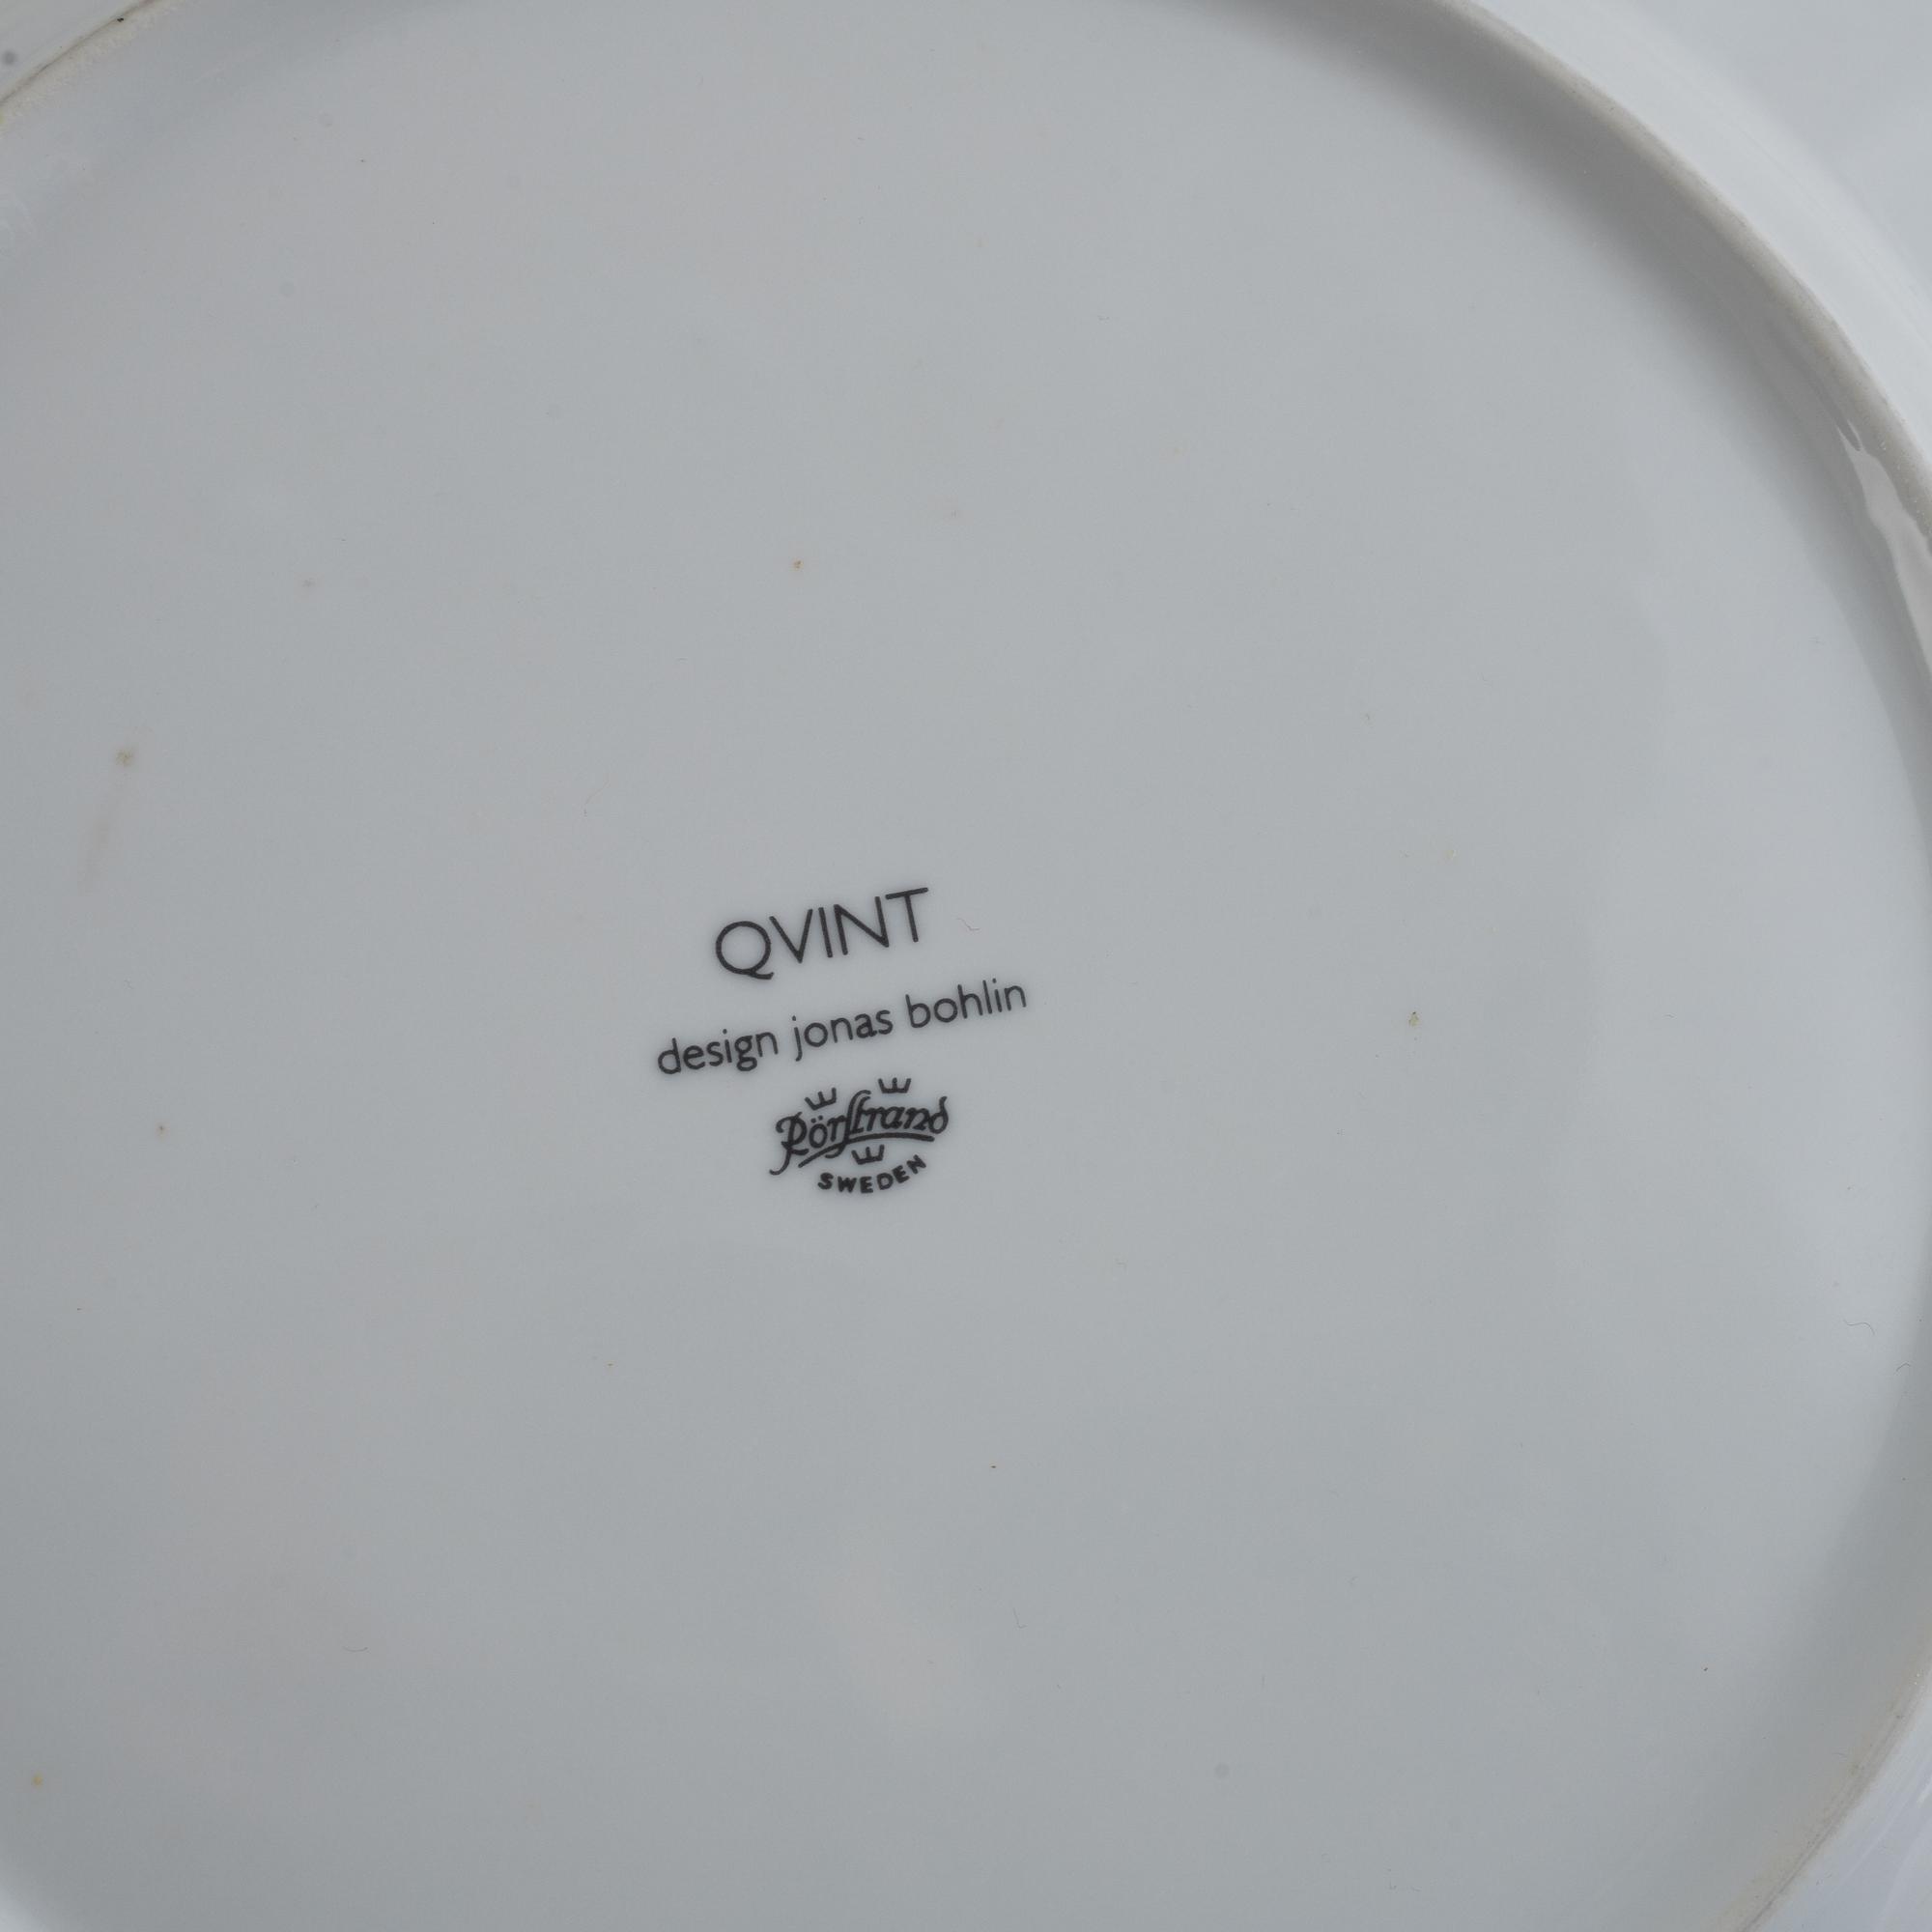 QVINT
design jonas bohlin
Rörstrand
SWEDEN